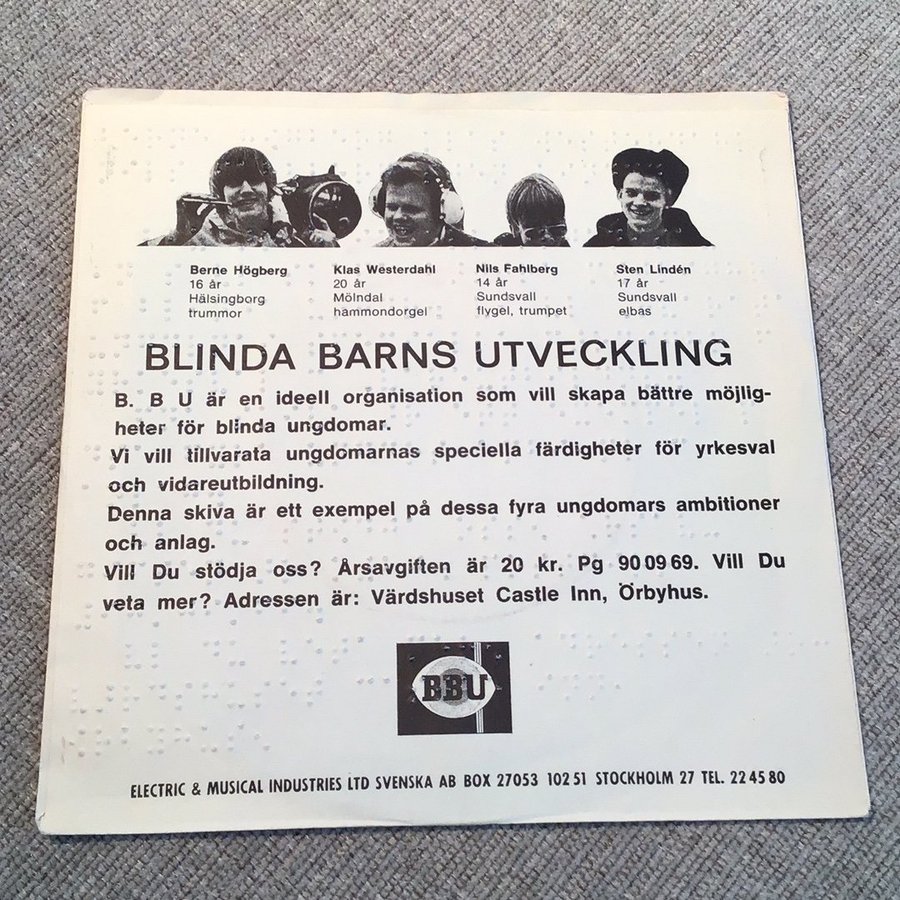 Berne Högberg
16 år
Hälsingborg
trummor
Klas Westerdahl
20 år
Mölndal
hammondorgel
Nils Fahlberg
14 år
Sundsvall
flygel, trumpet
Sten Lindén
17 år
Sundsvall
elbas
BLINDA BARNS UTVECKLING
B. B U är en ideell organisation som vill skapa bättre möjlig-
heter för blinda ungdomar.
Vi vill tillvarata ungdomarnas speciella färdigheter för yrkesval
och vidareutbildning.
Denna skiva är ett exempel på dessa fyra ungdomars ambitioner
och anlag.
Vill Du stödja oss? Årsavgiften är 20 kr. Pg 90 09 69. Vill Du
veta mer? Adressen är: Värdshuset Castle Inn, Örbyhus.
BBU
ELECTRIC & MUSICAL INDUSTRIES LTD SVENSKA AB BOX 27053 102 51 STOCKHOLM 27 TEL. 22 45 80